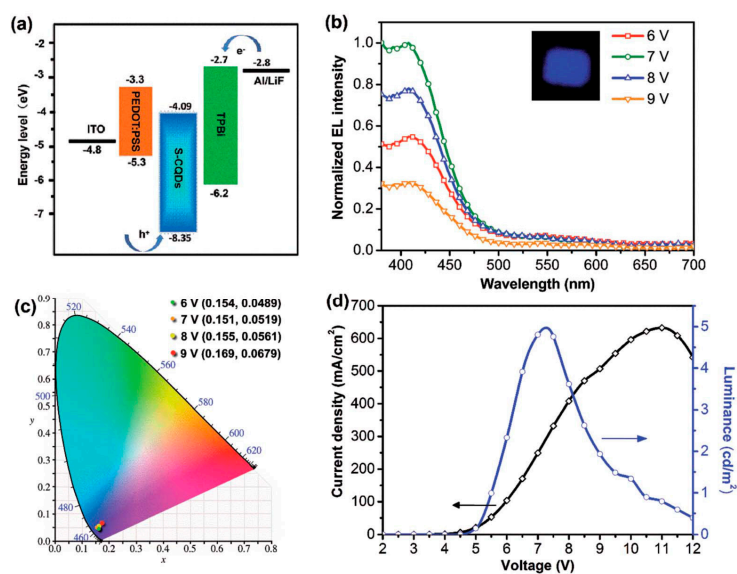 (a)
Energy level (eV)
-2
-3
-4
-5
-6
-7
ITO
-4.8
-3.3
PEDOT:PSS
-5.3
-4.09
S-CQDs
-8.35
h+
-2.7
TPBi
-6.2
e-
-2.8
Al/LiF
(b)
Normalized EL intensity
1.0
0.8
0.6
0.4
0.2
0.0
6 V
7 V
8 V
9 V
400 450 500 550 600 650 700
Wavelength (nm)
(c)
6 V (0.154, 0.0489)
7 V (0.151, 0.0519)
8 V (0.155, 0.0561)
9 V (0.169, 0.0679)
0.9
0.8
0.7
0.6
0.5
y
0.4
0.3
0.2
0.1
0.0
520
540
560
580
600
620
500
480
460
0.0 0.1 0.2 0.3 0.4 0.5 0.6 0.7 0.8
x
(d)
Current density (mA/cm2)
700
600
500
400
300
200
100
0
2 3 4 5 6 7 8 9 10 11 12
Voltage (V)
5
4
3
2
1
0
Luminance (cd/m2)